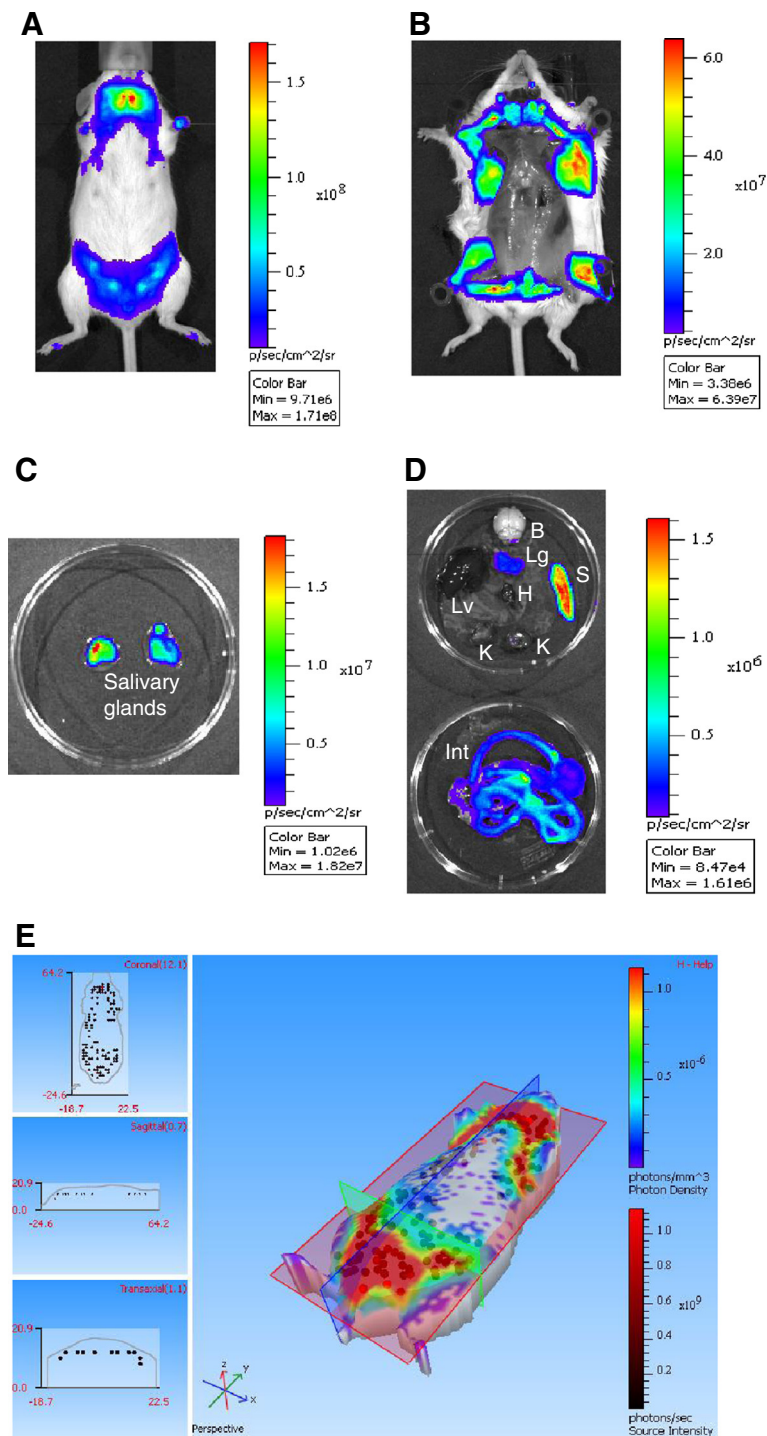 A
1.5
1.0
x10^8
0.5
p/sec/cm^2/sr
Color Bar
Min = 9.71e6
Max = 1.71e8
B
6.0
4.0
x10^7
2.0
p/sec/cm^2/sr
Color Bar
Min = 3.38e6
Max = 6.39e7
C
Salivary
glands
1.5
1.0
x10^7
0.5
p/sec/cm^2/sr
Color Bar
Min = 1.02e6
Max = 1.82e7
D
B
Lg
S
H
Lv
K
K
Int
1.5
1.0
x10^6
0.5
p/sec/cm^2/sr
Color Bar
Min = 8.47e4
Max = 1.61e6
E
Coronal(12.1)
64.2
-24.6
-18.7 22.5
Sagittal(0.7)
20.9
0.0
-24.6 64.2
Transaxial(1.1)
20.9
0.0
-18.7 22.5
H - Help
1.0
x10^-6
0.5
photons/mm^3
Photon Density
1.0
0.8
x10^9
0.6
0.4
0.2
photons/sec
Source Intensity
z
y
x
Perspective